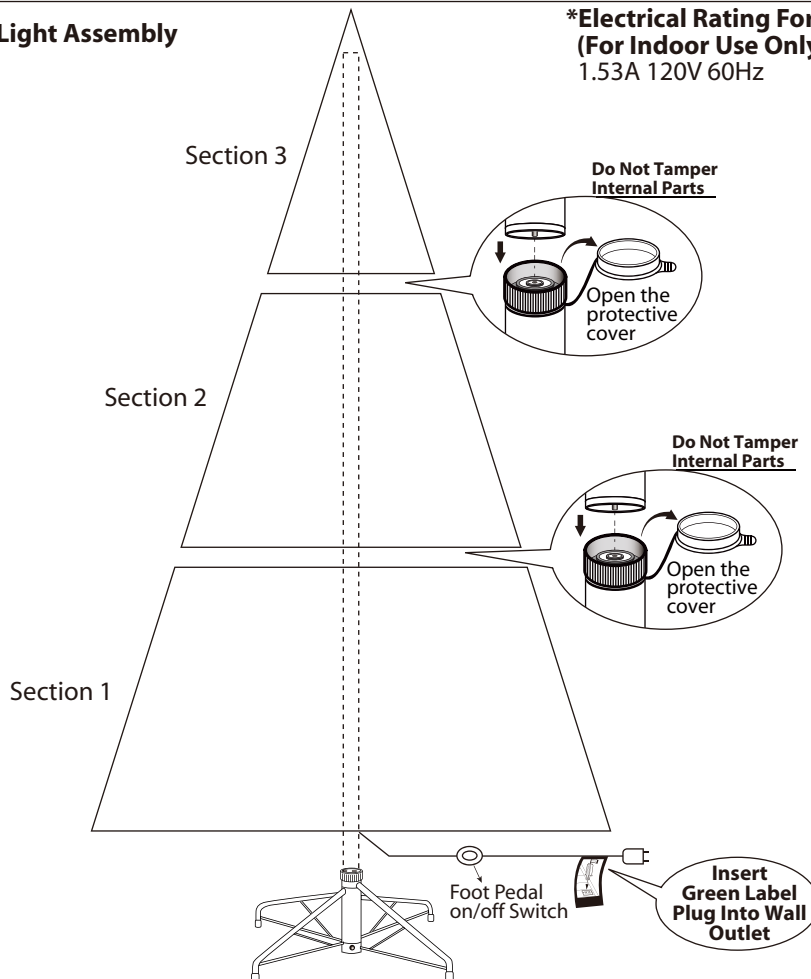 Light Assembly
*Electrical Rating For
(For Indoor Use Only
1.53A 120V 60Hz
Section 3
Do Not Tamper
Internal Parts
Open the
protective
cover
Section 2
Do Not Tamper
Internal Parts
Open the
protective
cover
Section 1
Foot Pedal
on/off Switch
Insert
Green Label
Plug Into Wall
Outlet